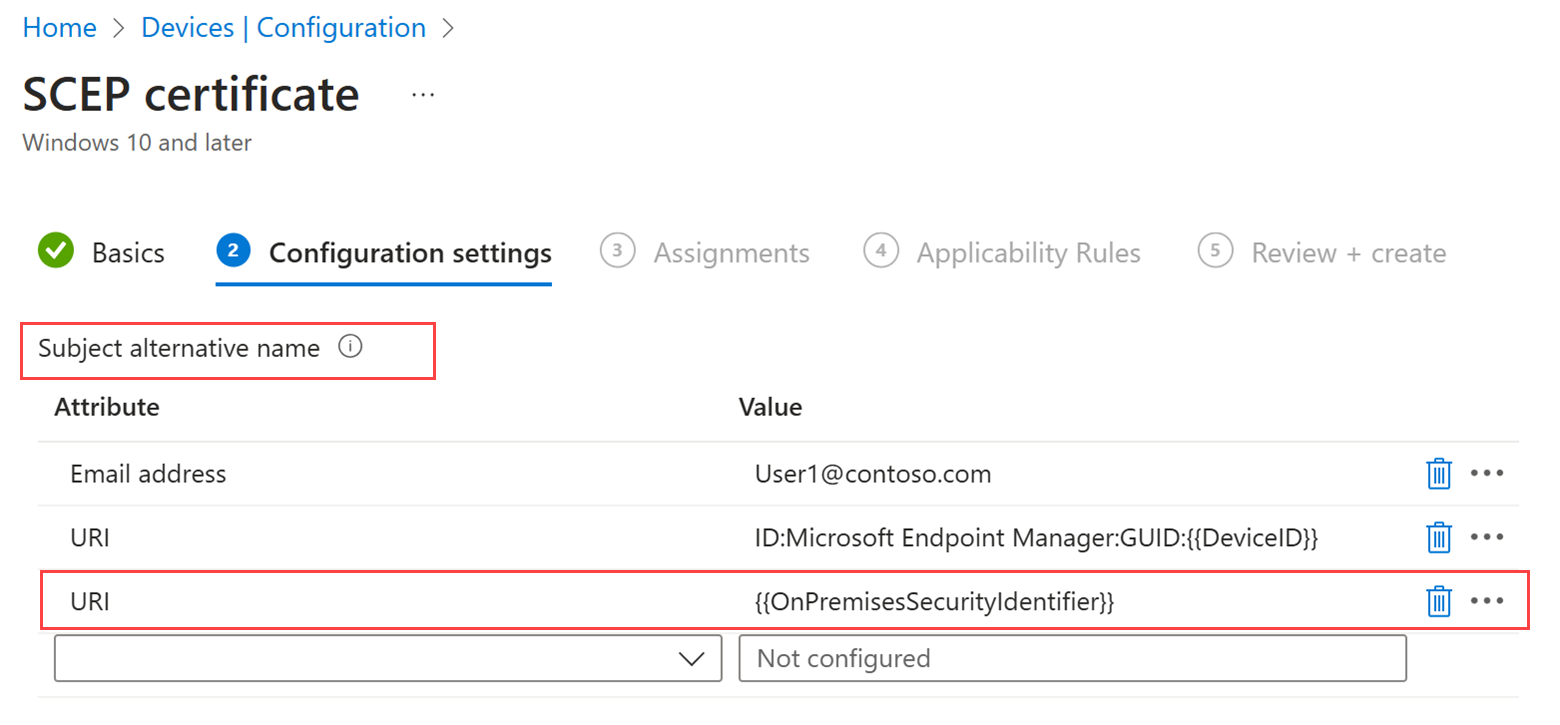 Home > Devices | Configuration >
SCEP certificate ...
Windows 10 and later
Basics 2 Configuration settings 3 Assignments 4 Applicability Rules 5 Review + create
Subject alternative name
Attribute Value
Email address User1@contoso.com
URI ID:Microsoft Endpoint Manager:GUID:{{DeviceID}}
URI {{OnPremisesSecurityIdentifier}}
Not configured